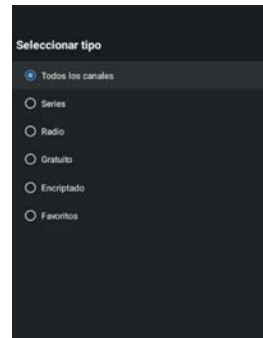 Seleccionar tipo
Todos los canales
Series
Radio
Gratuito
Encriptado
Favoritos